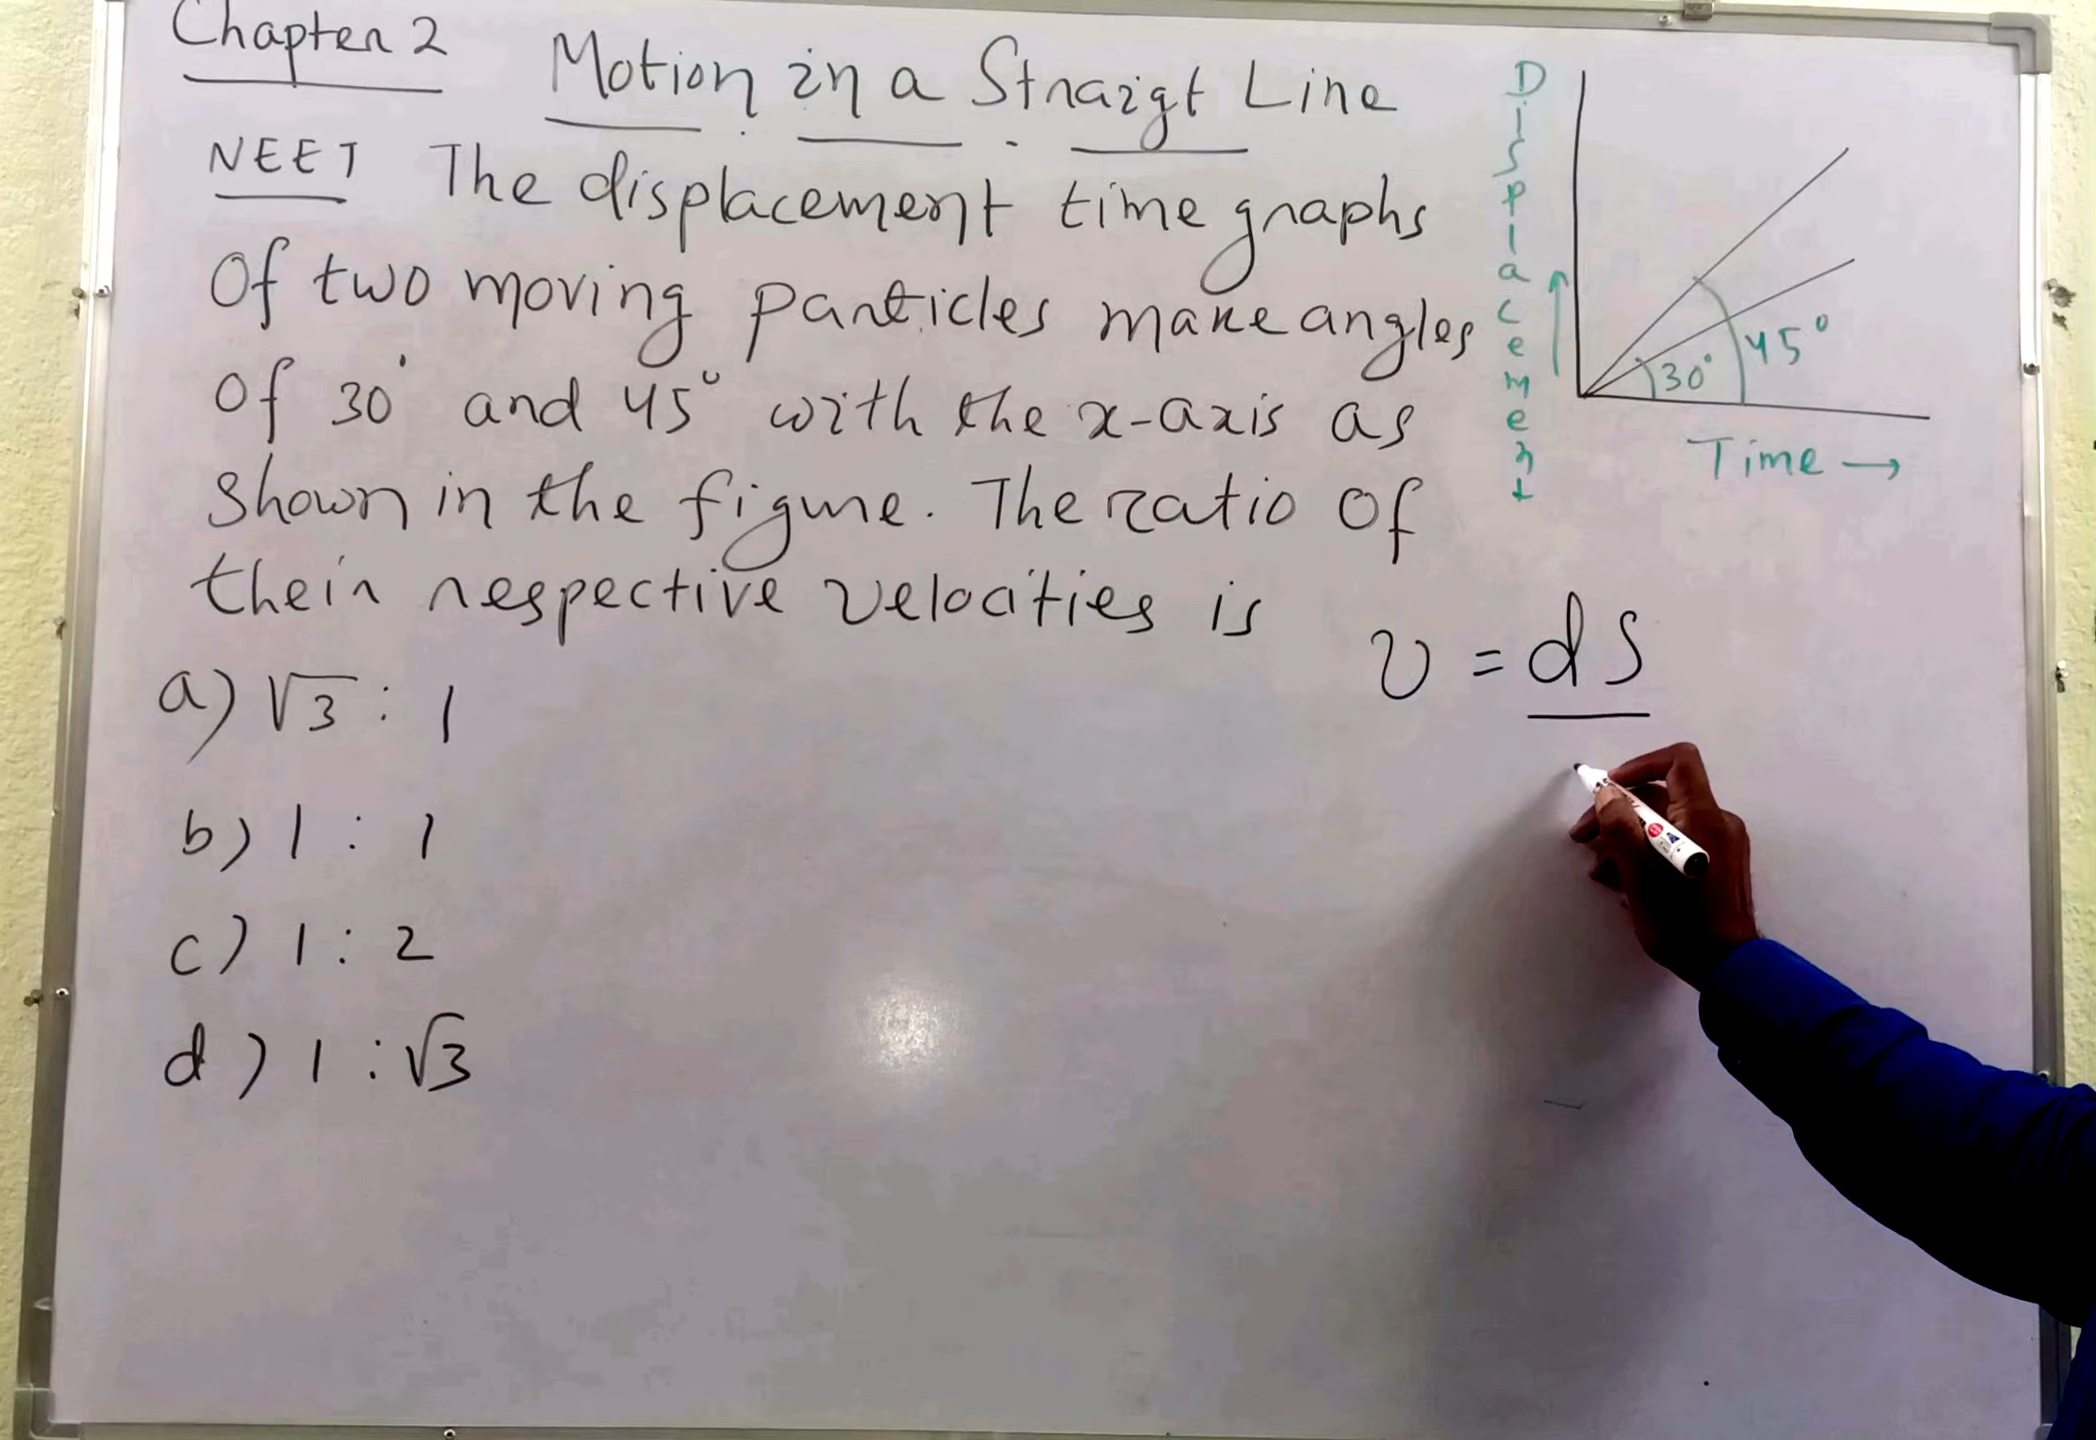 Chapter 2
Motion in a Straigt Line
NEET The displacement time graphs
Of two moving particles make angles
of 30° and 45° with the x-axis as
shown in the figure. The ratio of
their respective velocities is
a) √3 : 1
b) 1 : 1
c) 1 : 2
d) 1 : √3
Displacement
45°
30°
Time →
v = ds